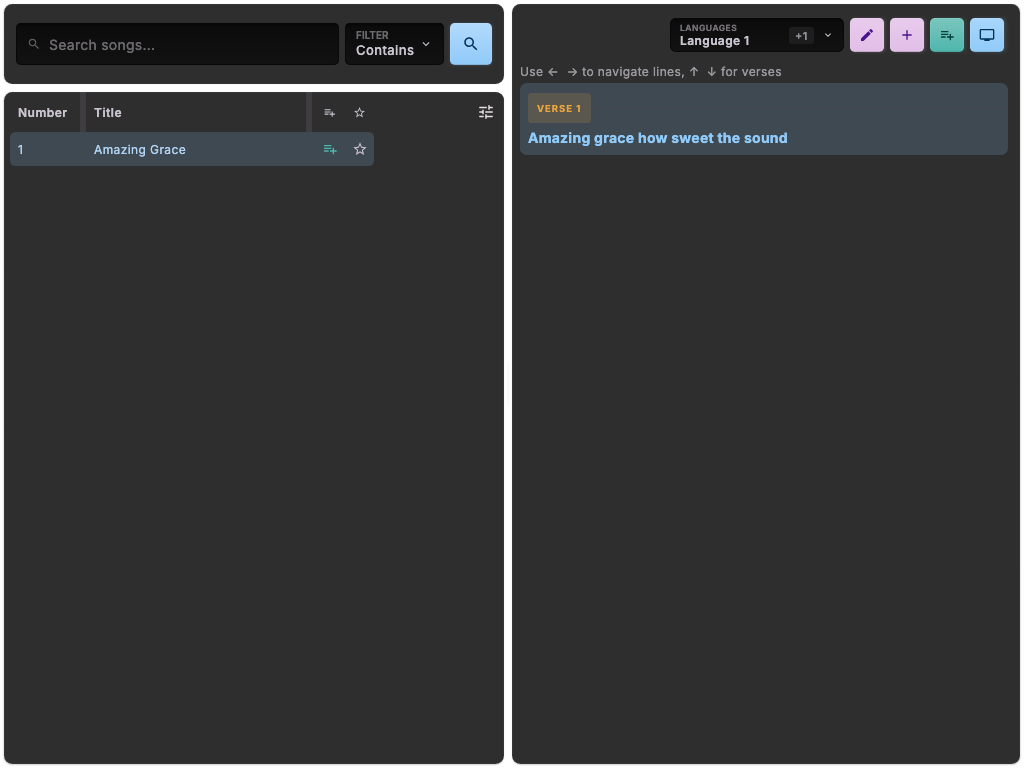 Search songs...
FILTER
Contains
Number Title
1 Amazing Grace
LANGUAGES
Language 1 +1
Use ← → to navigate lines, ↑ ↓ for verses
VERSE 1
Amazing grace how sweet the sound